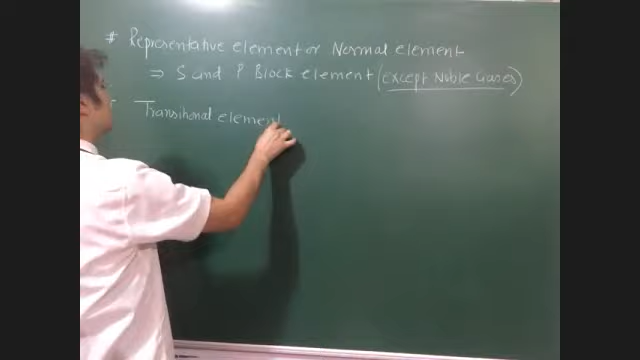 # Representative element or Normal element
⇒ S and P Block element (except Noble Gases)
Transitional element